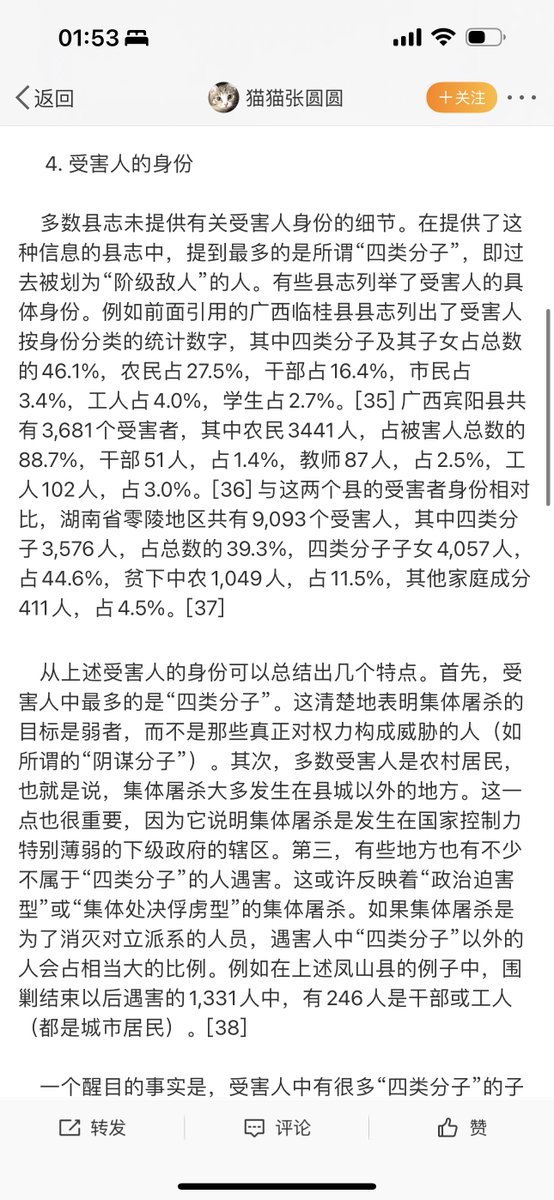 01:53
返回
猫猫张圆圆
+关注
4. 受害人的身份
多数县志未提供有关受害人身份的细节。在提供了这
种信息的县志中，提到最多的是所谓“四类分子”，即过
去被划为“阶级敌人”的人。有些县志列举了受害人的具
体身份。例如前面引用的广西临桂县县志列出了受害人
按身份分类的统计数字，其中四类分子及其子女占总数
的46.1%，农民占27.5%，干部占16.4%，市民占
3.4%，工人占4.0%，学生占2.7%。[35] 广西宾阳县共
有3,681个受害者，其中农民3441人，占被害人总数的
88.7%，干部51人，占1.4%，教师87人，占2.5%，工
人102人，占3.0%。[36] 与这两个县的受害者身份相对
比，湖南省零陵地区共有9,093个受害人，其中四类分
子3,576人，占总数的39.3%，四类分子子女4,057人，
占44.6%，贫下中农1,049人，占11.5%，其他家庭成分
411人，占4.5%。[37]
从上述受害人的身份可以总结出几个特点。首先，受
害人中最多的是“四类分子”。这清楚地表明集体屠杀的
目标是弱者，而不是那些真正对权力构成威胁的人（如
所谓的“阴谋分子”）。其次，多数受害人是农村居民，
也就是说，集体屠杀大多发生在县城以外的地方。这一
点也很重要，因为它说明集体屠杀是发生在国家控制力
特别薄弱的下级政府的辖区。第三，有些地方也有不少
不属于“四类分子”的人遇害。这或许反映着“政治迫害
型”或“集体处决俘虏型”的集体屠杀。如果集体屠杀是
为了消灭对立派系的人员，遇害人中“四类分子”以外的
人会占相当大的比例。例如在上述凤山县的例子中，围
剿结束以后遇害的1,331人中，有246人是干部或工人
（都是城市居民）。[38]
一个醒目的事实是，受害人中有很多“四类分子”的子
转发
评论
赞